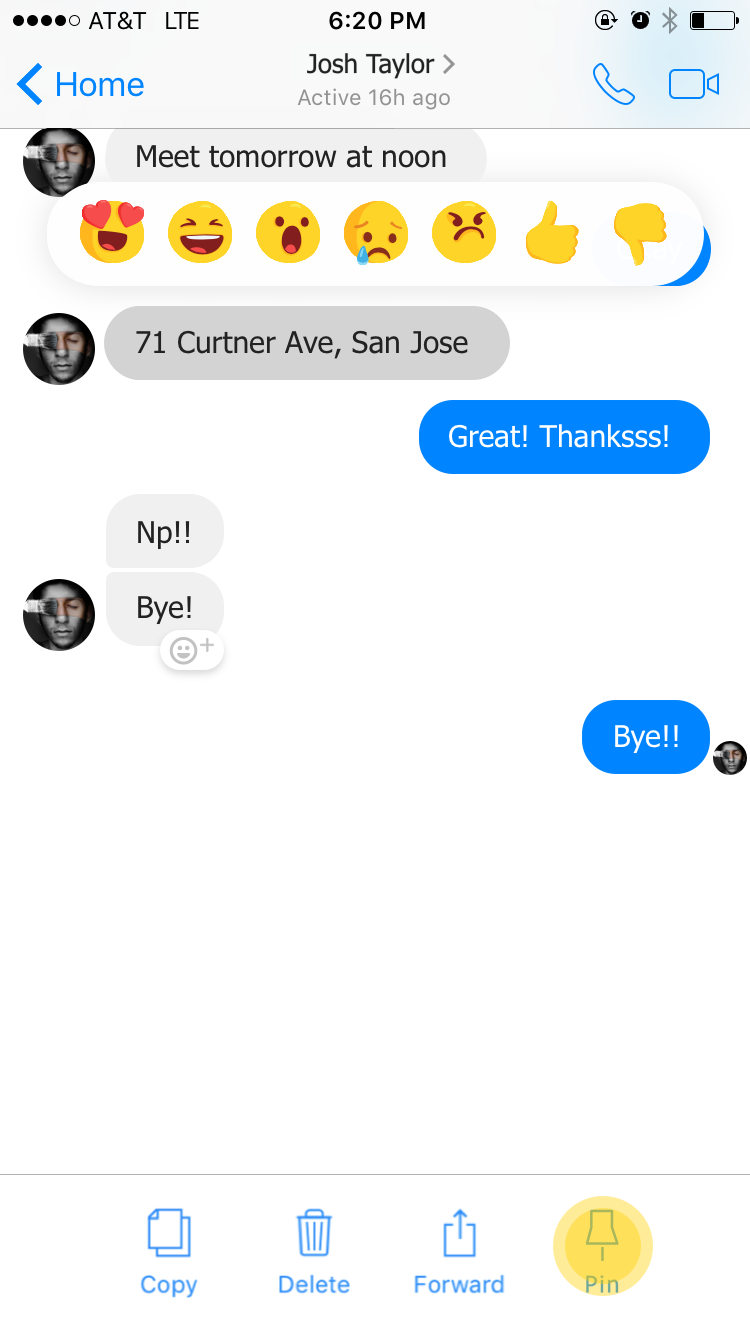 AT&T LTE 6:20 PM
Home
Josh Taylor
Active 16h ago
Meet tomorrow at noon
71 Curtner Ave, San Jose
Great! Thanksss!
Np!!
Bye!
Bye!!
Copy Delete Forward Pin